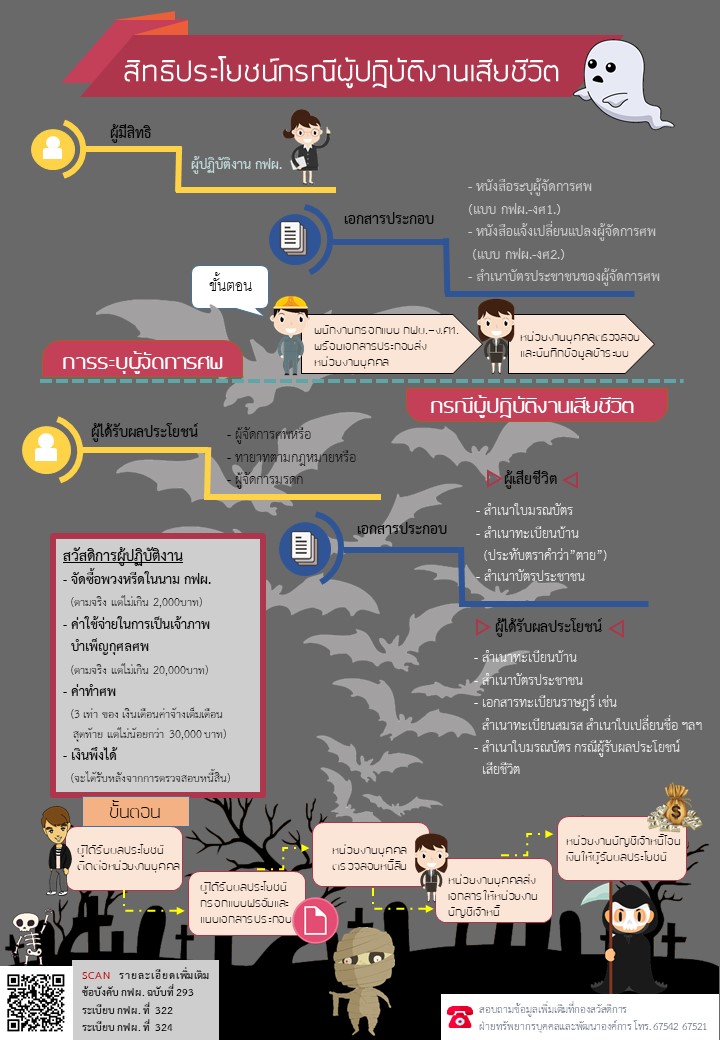 สิทธิประโยชน์กรณีผู้ปฏิบัติงานเสียชีวิต
ผู้มีสิทธิ
ผู้ปฏิบัติงาน กฟผ.
เอกสารประกอบ
- หนังสือระบุผู้จัดการศพ
(แบบ กฟผ.-งศ1.)
- หนังสือแจ้งเปลี่ยนแปลงผู้จัดการศพ
(แบบ กฟผ.-งศ2.)
- สำเนาบัตรประชาชนของผู้จัดการศพ
ขั้นตอน
พนักงานกรอกแบบ กฟผ.-ง.ศ1.
พร้อมเอกสารประกอบส่ง
หน่วยงานบุคคล
หน่วยงานบุคคลตรวจสอบ
และบันทึกข้อมูลเข้าระบบ
การระบุผู้จัดการศพ
กรณีผู้ปฏิบัติงานเสียชีวิต
ผู้ได้รับผลประโยชน์
- ผู้จัดการศพหรือ
- ทายาทตามกฎหมายหรือ
- ผู้จัดการมรดก
เอกสารประกอบ
ผู้เสียชีวิต
- สำเนาใบมรณบัตร
- สำเนาทะเบียนบ้าน
(ประทับตราคำว่า"ตาย")
- สำเนาบัตรประชาชน
ผู้ได้รับผลประโยชน์
- สำเนาทะเบียนบ้าน
- สำเนาบัตรประชาชน
- เอกสารทะเบียนราษฎร์ เช่น
สำเนาทะเบียนสมรส สำเนาใบเปลี่ยนชื่อ ฯลฯ
- สำเนาใบมรณบัตร กรณีผู้รับผลประโยชน์
เสียชีวิต
สวัสดิการผู้ปฏิบัติงาน
- จัดซื้อพวงหรีดในนาม กฟผ.
(ตามจริง แต่ไม่เกิน 2,000บาท)
- ค่าใช้จ่ายในการเป็นเจ้าภาพ
บำเพ็ญกุศลศพ
(ตามจริง แต่ไม่เกิน 20,000บาท)
- ค่าทำศพ
(3 เท่า ของ เงินเดือนค่าจ้างเต็มเดือน
สุดท้าย แต่ไม่น้อยกว่า 30,000 บาท)
- เงินพึงได้
(จะได้รับหลังจากการตรวจสอบหนี้สิน)
ขั้นตอน
ผู้ได้รับผลประโยชน์
ติดต่อหน่วยงานบุคคล
ผู้ได้รับผลประโยชน์
กรอกแบบฟรอ์มและ
แนบเอกสารประกอบ
หน่วยงานบุคคล
ตรวจสอบหนี้สิน
หน่วยงานบุคคลส่ง
เอกสารให้หน่วยงาน
บัญชีเจ้าหนี้
หน่วยงานบัญชีเจ้าหนี้โอน
เงินให้ผู้รับผลประโยชน์
SCAN รายละเอียดเพิ่มเติม
ข้อบังคับ กฟผ. ฉบับที่ 293
ระเบียบ กฟผ. ที่ 322
ระเบียบ กฟผ. ที่ 324
สอบถามข้อมูลเพิ่มเติมที่กองสวัสดิการ
ฝ่ายทรัพยากรบุคคลและพัฒนาองค์การ โทร. 67542 67521